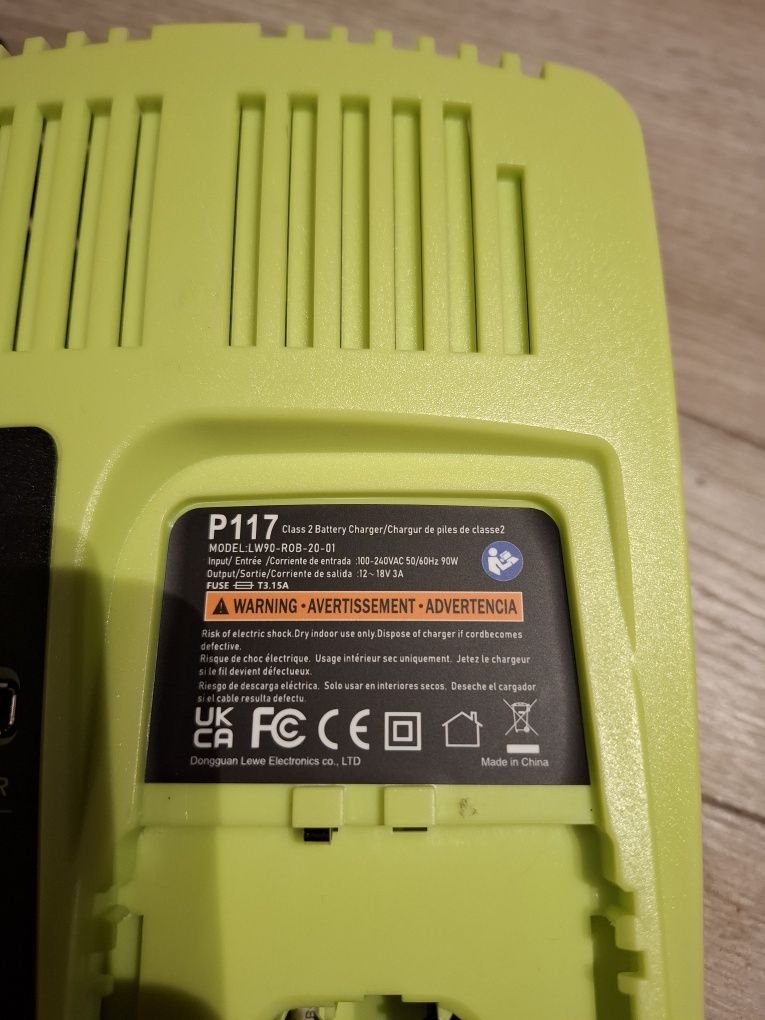 P117 Class 2 Battery Charger/Chargur de piles de classe2
MODEL:LW90-ROB-20-01
Input/ Entrée /Corriente de entrada :100-240VAC 50/60Hz 90W
Output/Sortie/Corriente de salida :12~18V 3A
FUSE T3.15A
WARNING • AVERTISSEMENT • ADVERTENCIA
Risk of electric shock.Dry indoor use only.Dispose of charger if cordbecomes
defective.
Risque de choc électrique. Usage intérieur sec uniquement. Jetez le chargeur
si le fil devient défectueux.
Riesgo de descarga eléctrica. Solo usar en interiores secos. Deseche el cargador
si el cable resulta defectu.
UK
CA FC CE
Dongguan Lewe Electronics co., LTD Made in China
R